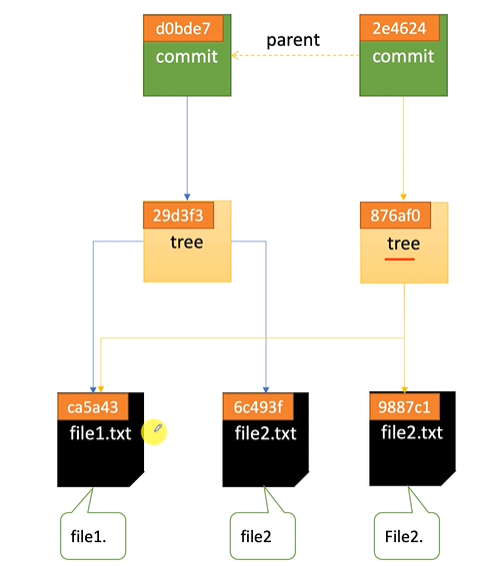 d0bde7
commit
parent
2e4624
commit
29d3f3
tree
876af0
tree
ca5a43
file1.txt
6c493f
file2.txt
9887c1
file2.txt
file1.
file2
File2.